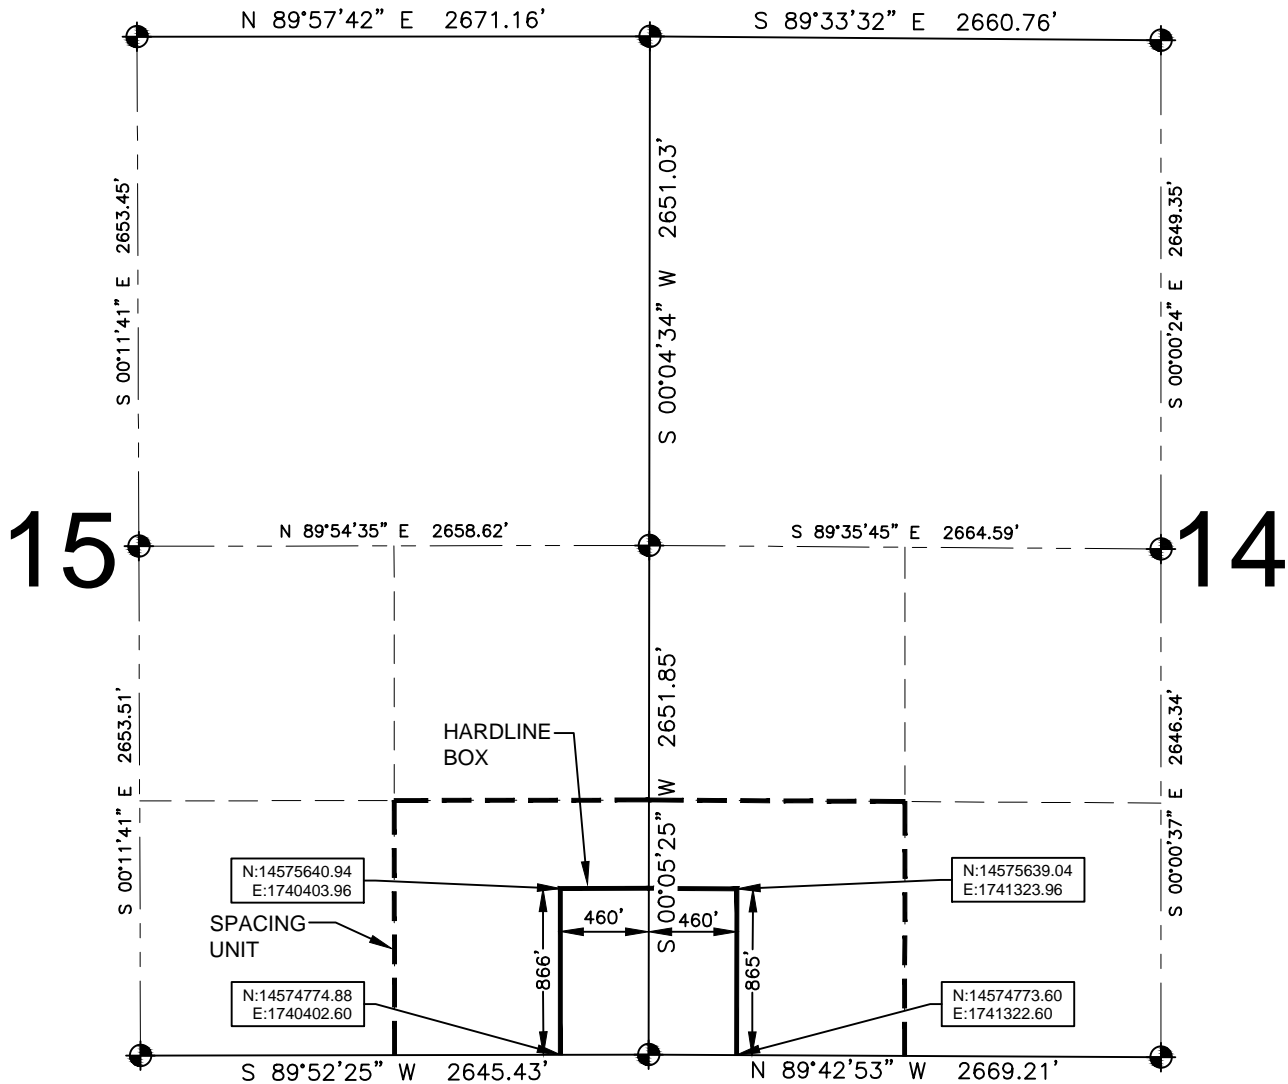 N 89°57'42" E 2671.16'
S 89°33'32" E 2660.76'
S 00°11'41" E 2653.45'
S 00°04'34" W 2651.03'
S 00°00'24" E 2649.35'
15
N 89°54'35" E 2658.62'
S 89°35'45" E 2664.59'
14
S 00°11'41" E 2653.51'
S 00°05'25" W 2651.85'
S 00°00'37" E 2646.34'
HARDLINE
BOX
N:14575640.94
E:1740403.96
N:14575639.04
E:1741323.96
SPACING
UNIT
460'
460'
866'
865'
N:14574774.88
E:1740402.60
N:14574773.60
E:1741322.60
S 89°52'25" W 2645.43'
N 89°42'53" W 2669.21'